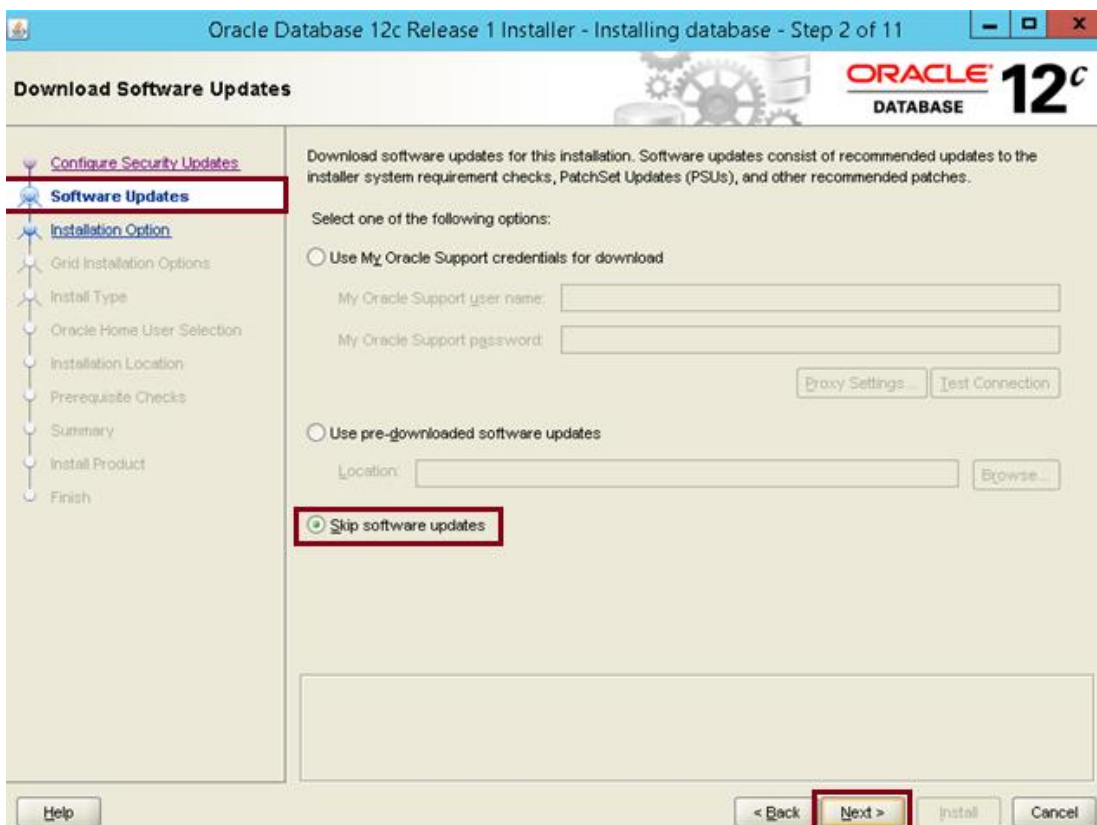 Oracle Database 12c Release 1 Installer - Installing database - Step 2 of 11
Download Software Updates
ORACLE
DATABASE
12c
Configure Security Updates
Software Updates
Installation Option
Grid Installation Options
Install Type
Oracle Home User Selection
Installation Location
Prerequisite Checks
Summary
Install Product
Finish
Download software updates for this installation. Software updates consist of recommended updates to the
installer system requirement checks, PatchSet Updates (PSUs), and other recommended patches.
Select one of the following options:
Use My Oracle Support credentials for download
My Oracle Support user name:
My Oracle Support password:
Proxy Settings... Test Connection
Use pre-downloaded software updates
Location: Browse...
Skip software updates
Help < Back Next > Install Cancel